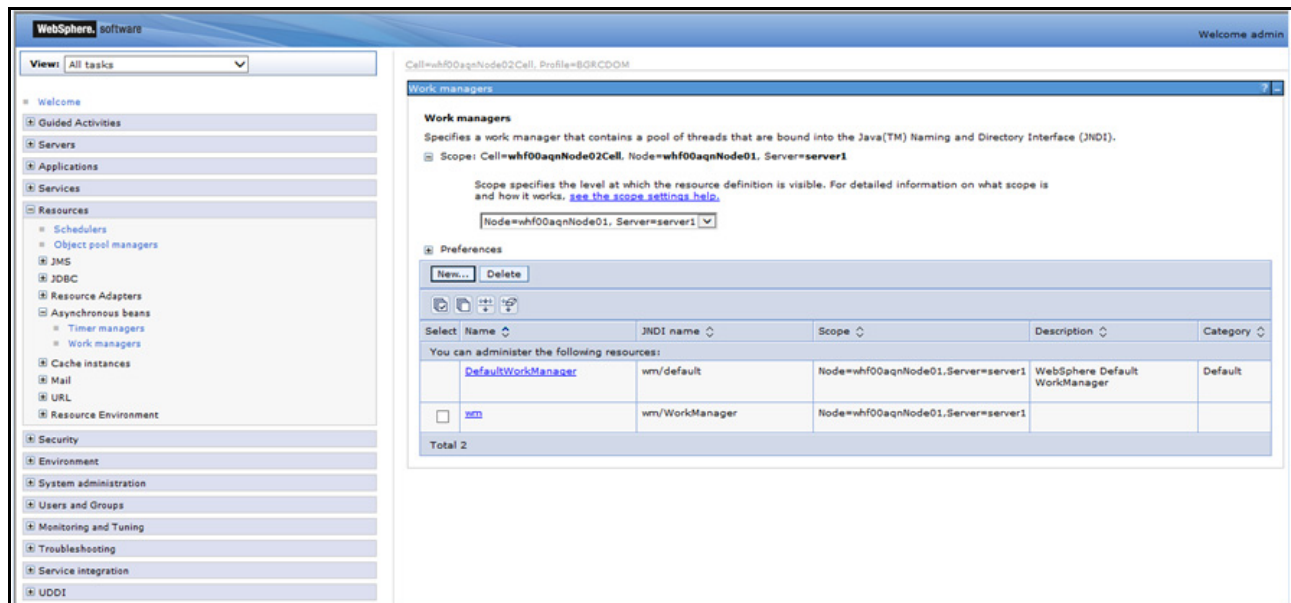 WebSphere. software
Welcome admin
View: All tasks
Welcome
Guided Activities
Servers
Applications
Services
Resources
Schedulers
Object pool managers
JMS
JDBC
Resource Adapters
Asynchronous beans
Timer managers
Work managers
Cache instances
Mail
URL
Resource Environment
Security
Environment
System administration
Users and Groups
Monitoring and Tuning
Troubleshooting
Service integration
UDDI
Cell=whf00aqnNode02Cell, Profile=BGRCDOM
Work managers ? -
Work managers
Specifies a work manager that contains a pool of threads that are bound into the Java(TM) Naming and Directory Interface (JNDI).
Scope: Cell=whf00aqnNode02Cell, Node=whf00aqnNode01, Server=server1
Scope specifies the level at which the resource definition is visible. For detailed information on what scope is
and how it works, see the scope settings help.
Node=whf00aqnNode01, Server=server1
Preferences
New... Delete
Select Name JNDI name Scope Description Category
You can administer the following resources:
DefaultWorkManager wm/default Node=whf00aqnNode01,Server=server1 WebSphere Default Default
WorkManager
wm wm/WorkManager Node=whf00aqnNode01,Server=server1
Total 2